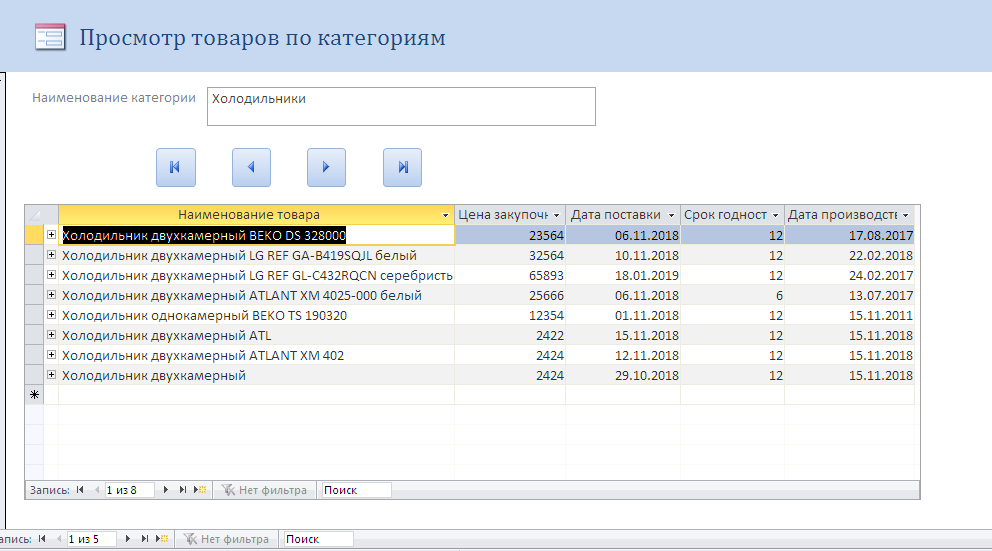 Просмотр товаров по категориям
Наименование категории Холодильники
Наименование товара Цена закупочн Дата поставки Срок годност Дата производств
Холодильник двухкамерный BEKO DS 328000 23564 06.11.2018 12 17.08.2017
Холодильник двухкамерный LG REF GA-B419SQJL белый 32564 10.11.2018 12 22.02.2018
Холодильник двухкамерный LG REF GL-C432RQCN серебристь 65893 18.01.2019 12 24.02.2017
Холодильник двухкамерный ATLANT XM 4025-000 белый 25666 06.11.2018 6 13.07.2017
Холодильник однокамерный BEKO TS 190320 12354 01.11.2018 12 15.11.2011
Холодильник двухкамерный ATL 2422 15.11.2018 12 15.11.2018
Холодильник двухкамерный ATLANT XM 402 2424 12.11.2018 12 15.11.2018
Холодильник двухкамерный 2424 29.10.2018 12 15.11.2018
Запись: 1 из 8 Нет фильтра Поиск
апись: 1 из 5 Нет фильтра Поиск